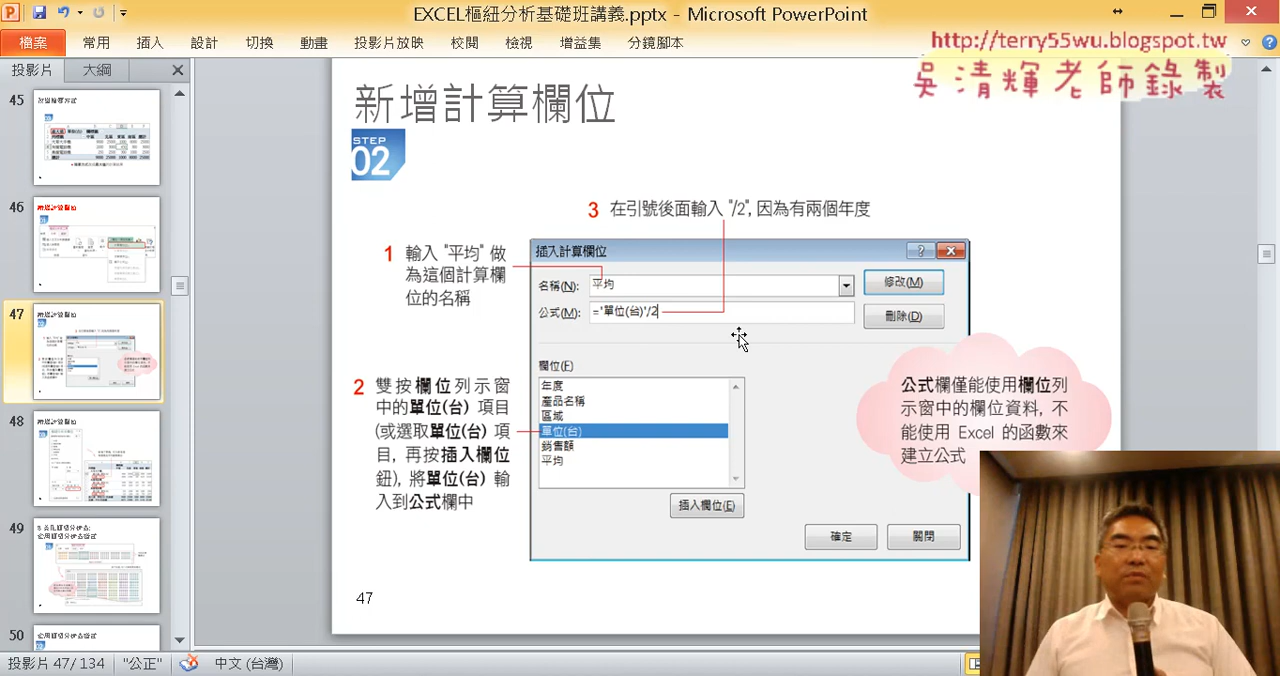 EXCEL樞紐分析基礎班講義.pptx - Microsoft PowerPoint
檔案 常用 插入 設計 切換 動畫 投影片放映 校閱 檢視 增益集 分鏡腳本
http://terry55wu.blogspot.tw
吳清輝老師錄製
投影片 大綱
45
46
47
48
49
50
新增計算欄位
STEP
02
3 在引號後面輸入 "/2", 因為有兩個年度
1 輸入 "平均" 做
為這個計算欄
位的名稱
插入計算欄位
名稱(N): 平均 修改(M)
公式(M): ='單位(台)'/2 刪除(D)
欄位(F)
年度
產品名稱
區域
單位(台)
銷售額
平均
插入欄位(E)
確定 關閉
2 雙按欄位列示窗
中的單位(台) 項目
(或選取單位(台) 項
目, 再按插入欄位
鈕), 將單位(台) 輸
入到公式欄中
公式欄僅能使用欄位列
示窗中的欄位資料, 不
能使用 Excel 的函數來
建立公式
47
投影片 47/134 "公正" 中文 (台灣)